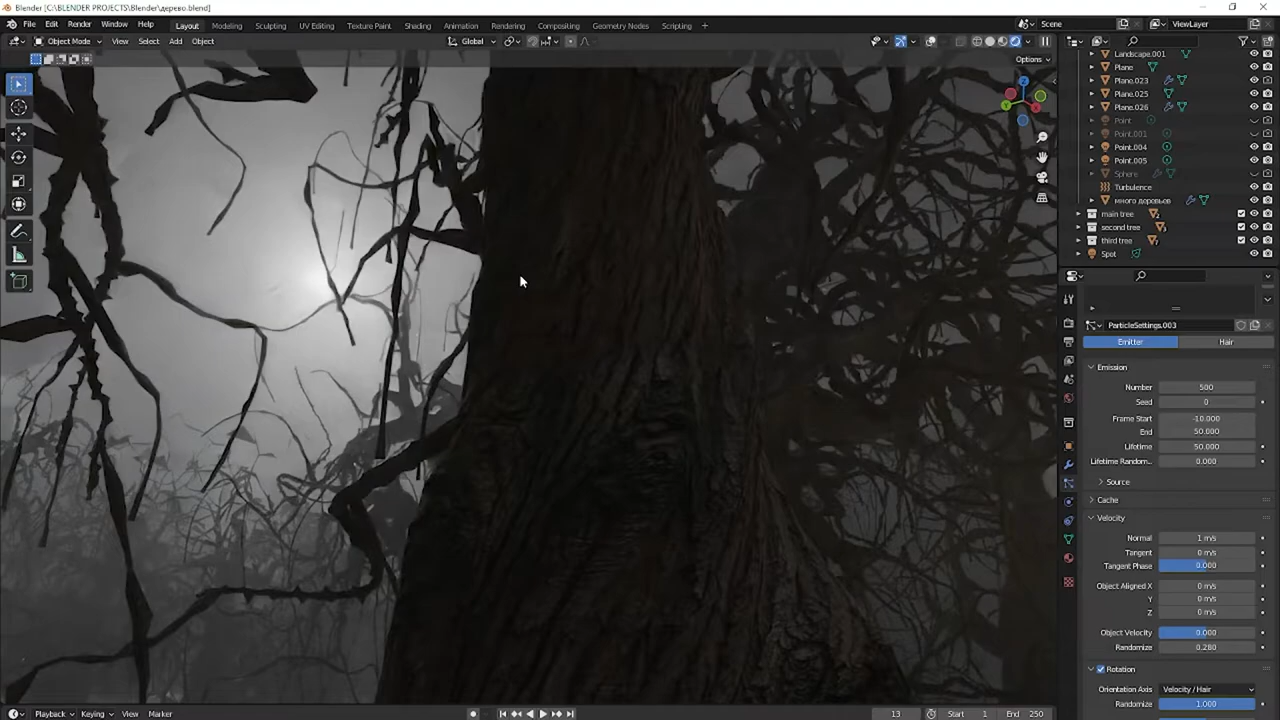 Blender [C:\BLENDER PROJECTS\Blender\дерево.blend]
File Edit Render Window Help Layout Modeling Sculpting UV Editing Texture Paint Shading Animation Rendering Compositing Geometry Nodes Scripting + Scene ViewLayer
Object Mode View Select Add Object Global
Options
Landscape.001
Plane
Plane.023
Plane.025
Plane.026
Point
Point.001
Point.004
Point.005
Sphere
Turbulence
много деревьев
main tree
second tree
third tree
Spot
X
Y
Z
ParticleSettings.003
Emitter Hair
Emission
Number 500
Seed 0
Frame Start -10.000
End 50.000
Lifetime 50.000
Lifetime Random... 0.000
Source
Cache
Velocity
Normal 1 m/s
Tangent 0 m/s
Tangent Phase 0.000
Object Aligned X 0 m/s
Y 0 m/s
Z 0 m/s
Object Velocity 0.000
Randomize 0.280
Rotation
Orientation Axis Velocity / Hair
Randomize 1.000
Playback Keying View Marker 13 Start 1 End 250